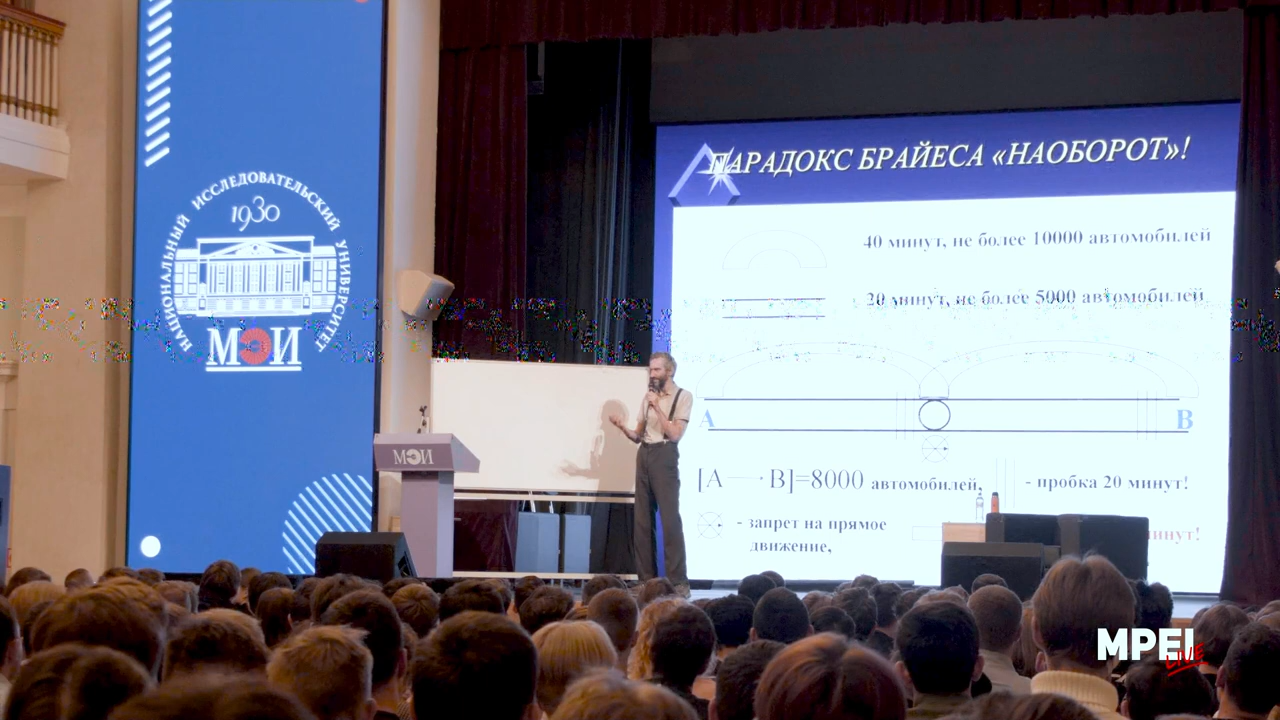 НАЦИОНАЛЬНЫЙ ИССЛЕДОВАТЕЛЬСКИЙ УНИВЕРСИТЕТ
1930
МЭИ
МЭИ
ПАРАДОКС БРАЙЕСА «НАОБОРОТ»!
40 минут, не более 10000 автомобилей
20 минут, не более 5000 автомобилей
A B
[A B]=8000 автомобилей, - пробка 20 минут!
- запрет на прямое
движение, минут!
MPEI
LIVE